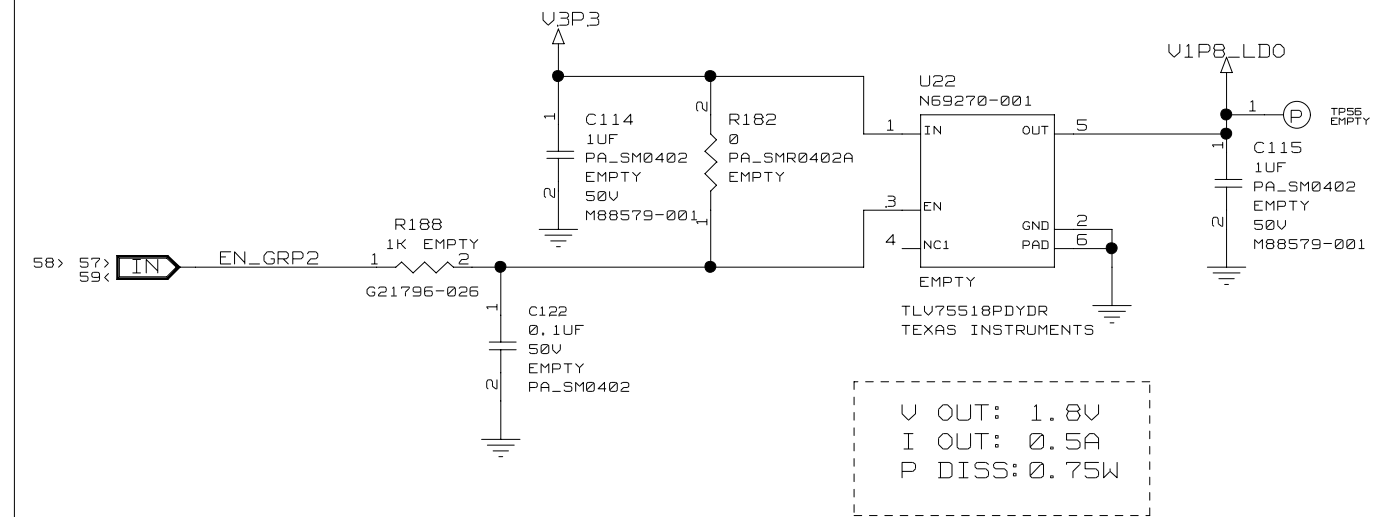 V3P3
V1P8_LDO
U22
N69270-001
1 IN OUT 5
3 EN
GND 2
4 NC1 PAD 6
EMPTY
TLV75518PDYDR
TEXAS INSTRUMENTS
1 P TP56
EMPTY
1
2
C114
1UF
PA_SM0402
EMPTY
50V
M88579-001
2
1
R182
0
PA_SMR0402A
EMPTY
1
2
C115
1UF
PA_SM0402
EMPTY
50V
M88579-001
R188
1K EMPTY
58> 57> IN EN_GRP2 1 2
59<
G21796-026
1
2
C122
0.1UF
50V
EMPTY
PA_SM0402
V OUT: 1.8V
I OUT: 0.5A
P DISS: 0.75W